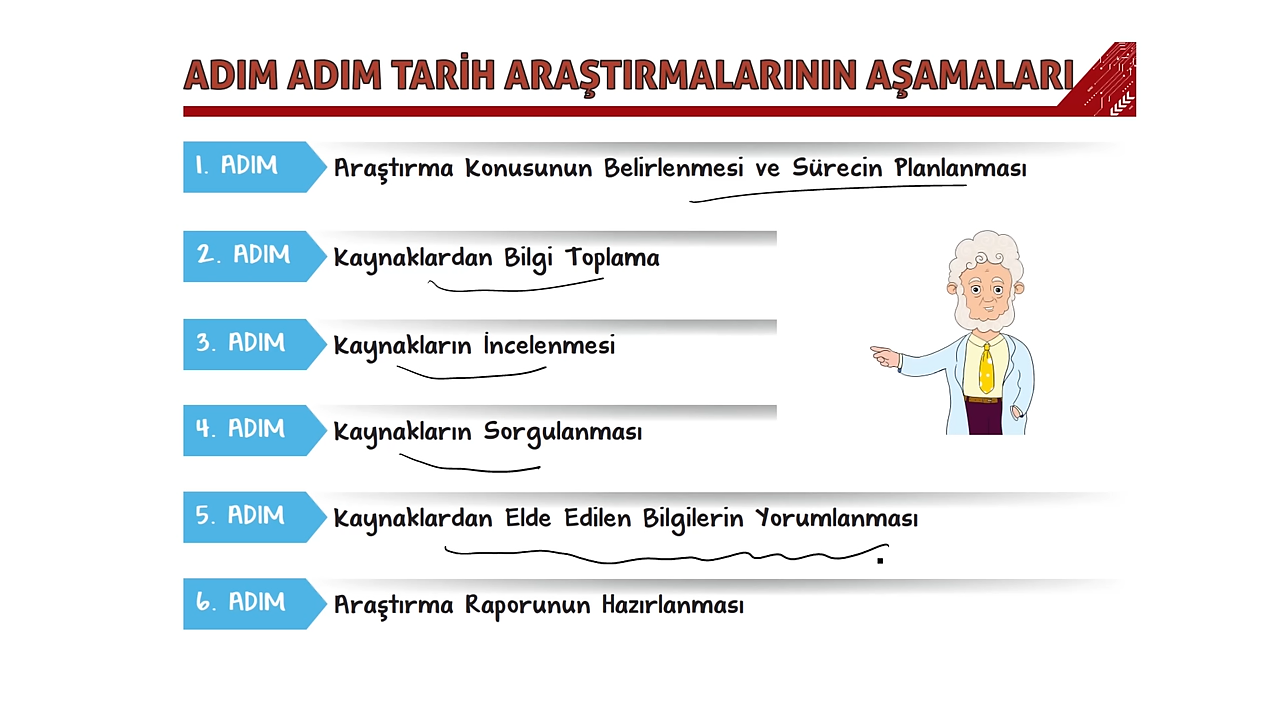 ADIM ADIM TARİH ARAŞTIRMALARININ AŞAMALARI
1. ADIM Araştırma Konusunun Belirlenmesi ve Sürecin Planlanması
2. ADIM Kaynaklardan Bilgi Toplama
3. ADIM Kaynakların İncelenmesi
4. ADIM Kaynakların Sorgulanması
5. ADIM Kaynaklardan Elde Edilen Bilgilerin Yorumlanması
6. ADIM Araştırma Raporunun Hazırlanması